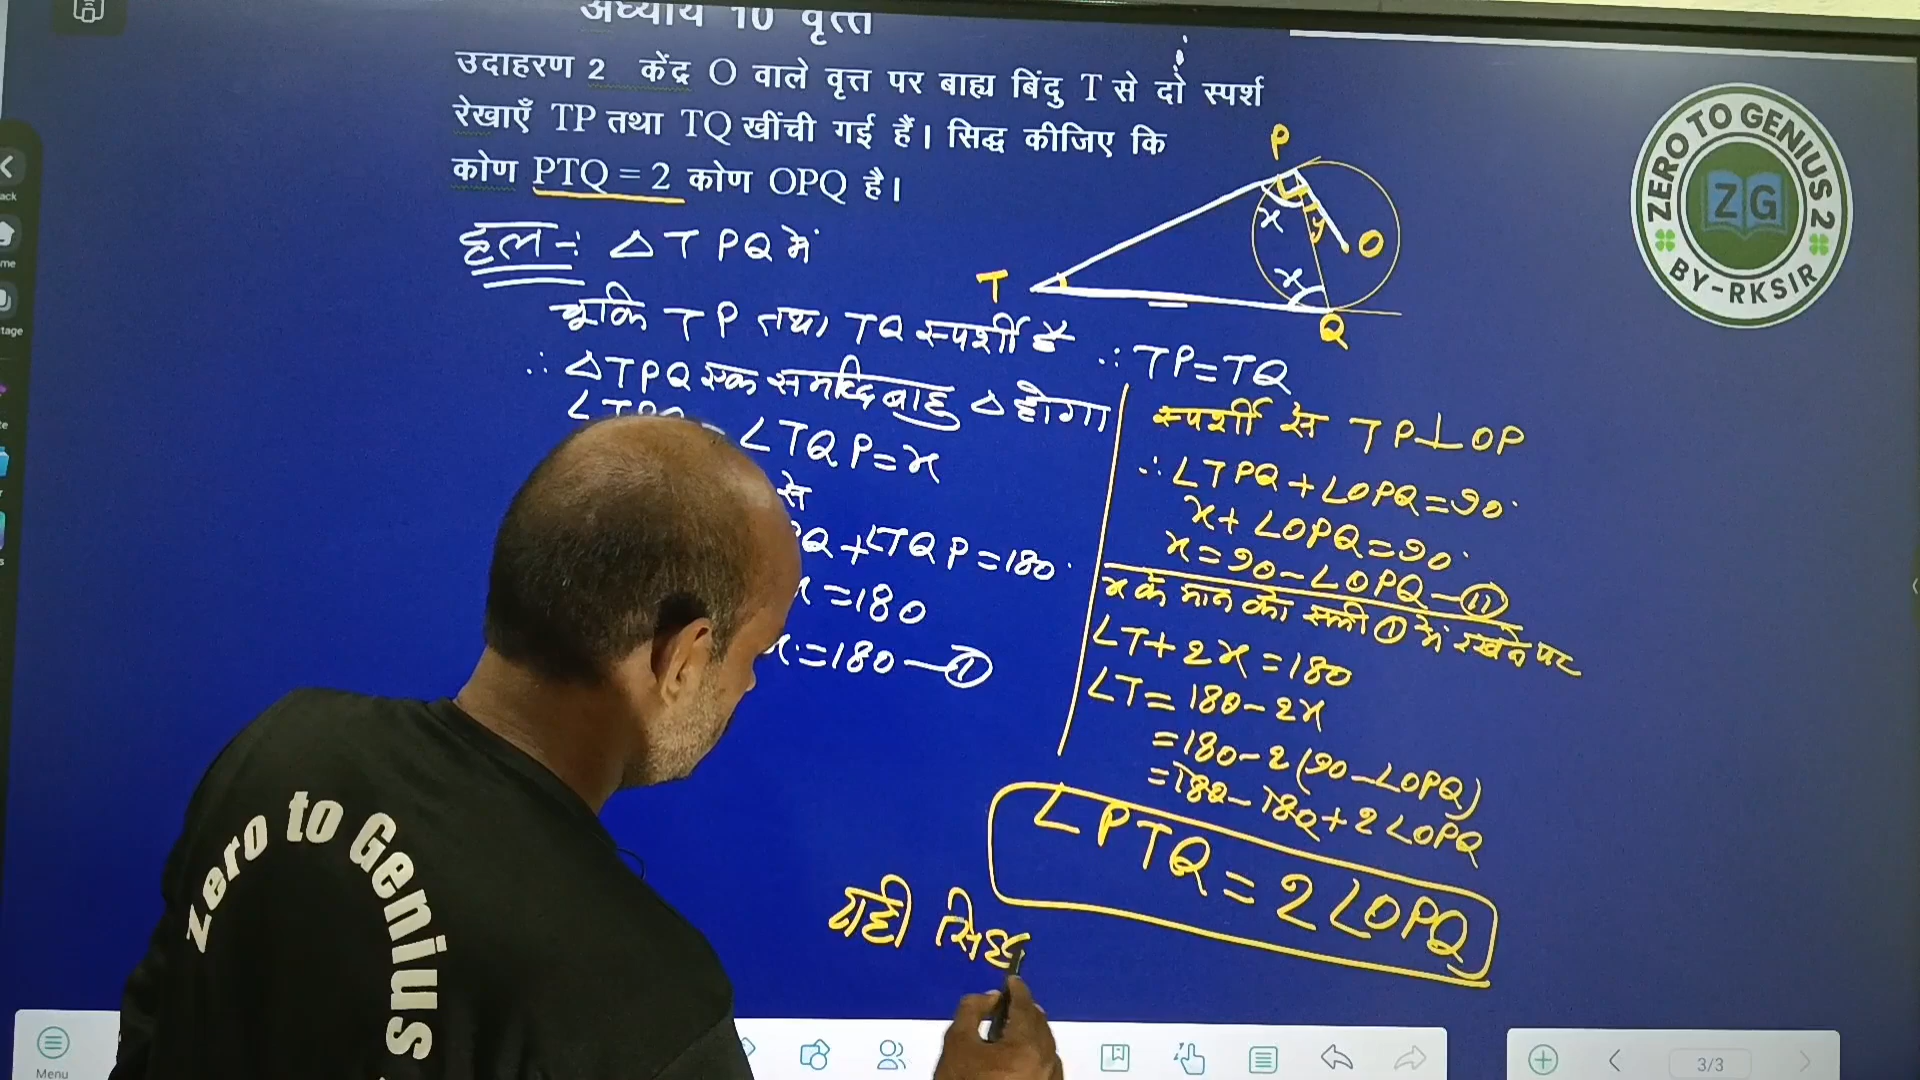 अध्याय 10 वृत्त
उदाहरण 2 केंद्र O वाले वृत्त पर बाह्य बिंदु T से दो स्पर्श
रेखाएँ TP तथा TQ खींची गई हैं। सिद्ध कीजिए कि
कोण PTQ = 2 कोण OPQ है।
हल :- △TPQ में
चूकि TP तथा TQ स्पर्शी है ∴ TP=TQ
∴ △TPQ एक समद्विबाहु △ होगा
∠TQP=x
से
+∠TQP=180°
=180
=180 — ①
P
x
y
O
T
x
Q
स्पर्शी से TP⊥OP
∴ ∠TPQ+∠OPQ=90°
x+∠OPQ=90°
x=90-∠OPQ — ⑪
x के मान को समी ① में रखने पर
∠T+2x=180
∠T=180-2x
=180-2(90-∠OPQ)
=180-180+2∠OPQ
∠PTQ=2∠OPQ
यही सिद्ध
ZERO TO GENIUS 2
ZG
BY-RKSIR
Zero to Genius
Menu
3/3